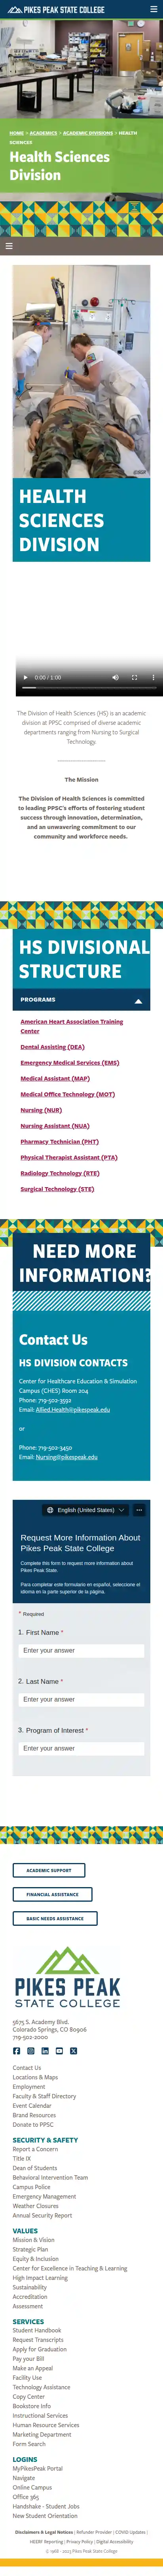 PIKES PEAK STATE COLLEGE
HOME > ACADEMICS > ACADEMIC DIVISIONS > HEALTH
SCIENCES
Health Sciences
Division
HEALTH
SCIENCES
DIVISION
0:00 / 1:00
The Division of Health Sciences (HS) is an academic
division at PPSC comprised of diverse academic
departments ranging from Nursing to Surgical
Technology.
The Mission
The Division of Health Sciences is committed
to leading PPSC's efforts of fostering student
success through innovation, determination,
and an unwavering commitment to our
community and workforce needs.
HS DIVISIONAL
STRUCTURE
PROGRAMS
American Heart Association Training
Center
Dental Assisting (DEA)
Emergency Medical Services (EMS)
Medical Assistant (MAP)
Medical Office Technology (MOT)
Nursing (NUR)
Nursing Assistant (NUA)
Pharmacy Technician (PHT)
Physical Therapist Assistant (PTA)
Radiology Technology (RTE)
Surgical Technology (STE)
NEED MORE
INFORMATION?
Contact Us
HS DIVISION CONTACTS
Center for Healthcare Education & Simulation
Campus (CHES) Room 204
Phone: 719-502-3592
Email: Allied.Health@pikespeak.edu
or
Phone: 719-502-3450
Email: Nursing@pikespeak.edu
English (United States)
Request More Information About
Pikes Peak State College
Complete this form to request more information about
Pikes Peak State.
Para completar este formulario en español, seleccione el
idioma en la parte superior de la página.
* Required
1. First Name *
Enter your answer
2. Last Name *
Enter your answer
3. Program of Interest *
Enter your answer
ACADEMIC SUPPORT
FINANCIAL ASSISTANCE
BASIC NEEDS ASSISTANCE
PIKES PEAK
STATE COLLEGE
5675 S. Academy Blvd.
Colorado Springs, CO 80906
719-502-2000
Contact Us
Locations & Maps
Employment
Faculty & Staff Directory
Event Calendar
Brand Resources
Donate to PPSC
SECURITY & SAFETY
Report a Concern
Title IX
Dean of Students
Behavioral Intervention Team
Campus Police
Emergency Management
Weather Closures
Annual Security Report
VALUES
Mission & Vision
Strategic Plan
Equity & Inclusion
Center for Excellence in Teaching & Learning
High Impact Learning
Sustainability
Accreditation
Assessment
SERVICES
Student Handbook
Request Transcripts
Apply for Graduation
Pay your Bill
Make an Appeal
Facility Use
Technology Assistance
Copy Center
Bookstore Info
Instructional Services
Human Resource Services
Marketing Department
Form Search
LOGINS
MyPikesPeak Portal
Navigate
Online Campus
Office 365
Handshake - Student Jobs
New Student Orientation
Disclaimers & Legal Notices | Refunder Provider | COVID Updates |
HEERF Reporting | Privacy Policy | Digital Accessibility